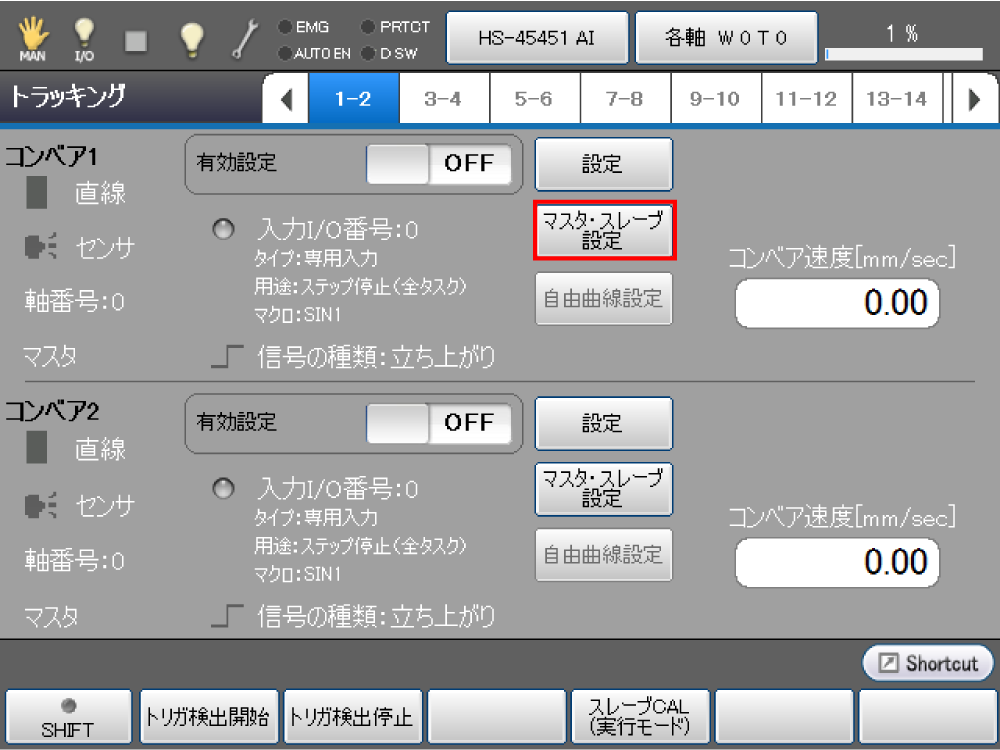 MAN
I/O
EMG
PRTCT
AUTO EN
D SW
HS-45451 AI
各軸 W0T0
1 %
トラッキング
1-2
3-4
5-6
7-8
9-10
11-12
13-14
コンベア1
有効設定
OFF
設定
直線
マスタ・スレーブ
設定
センサ
入力I/O番号:0
タイプ:専用入力
用途:ステップ停止(全タスク)
マクロ:SIN1
コンベア速度[mm/sec]
自由曲線設定
0.00
軸番号:0
マスタ
信号の種類:立ち上がり
コンベア2
有効設定
OFF
設定
直線
マスタ・スレーブ
設定
センサ
入力I/O番号:0
タイプ:専用入力
用途:ステップ停止(全タスク)
マクロ:SIN1
コンベア速度[mm/sec]
自由曲線設定
0.00
軸番号:0
マスタ
信号の種類:立ち上がり
Shortcut
SHIFT
トリガ検出開始
トリガ検出停止
スレーブCAL
(実行モード)